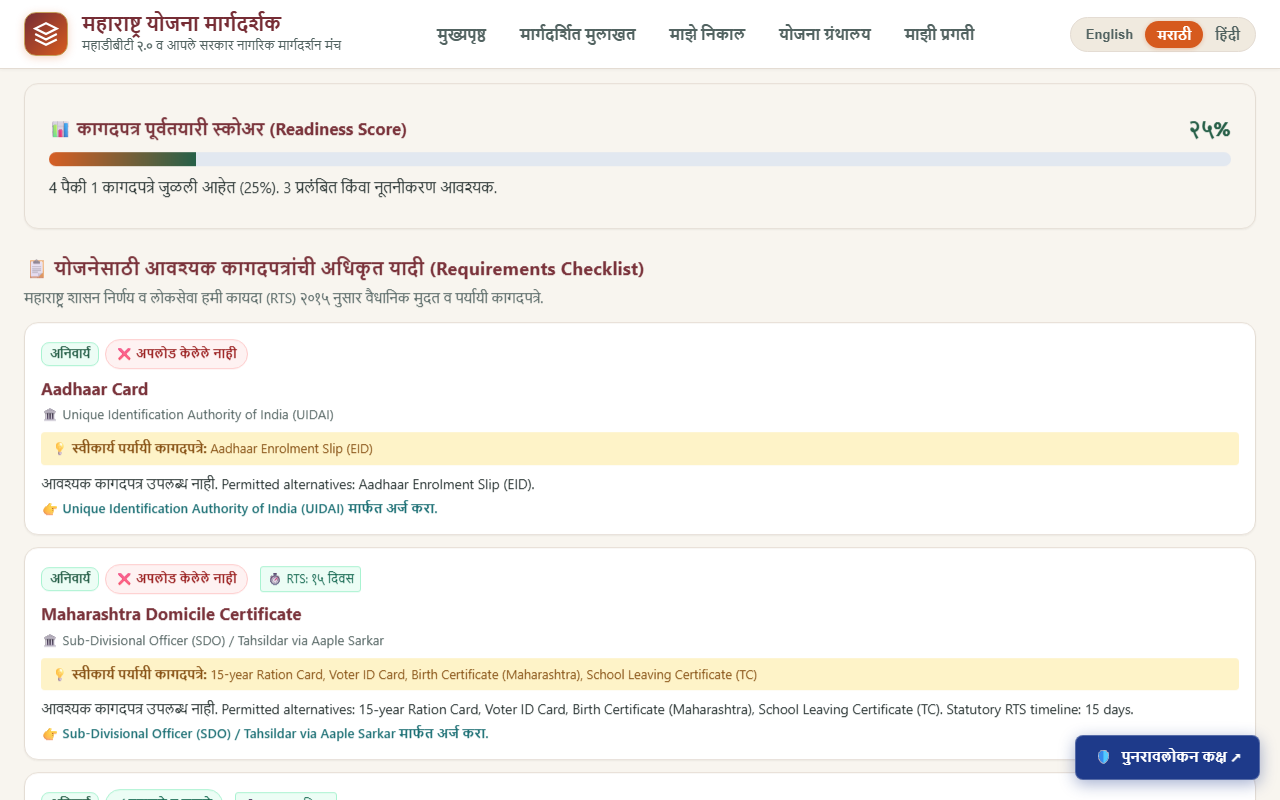 महाराष्ट्र योजना मार्गदर्शक
महाडीबीटी २.० व आपले सरकार नागरिक मार्गदर्शन मंच
मुख्यपृष्ठ
मार्गदर्शित मुलाखत
माझे निकाल
योजना ग्रंथालय
माझी प्रगती
English
मराठी
हिंदी
कागदपत्र पूर्वतयारी स्कोअर (Readiness Score)
२५%
4 पैकी 1 कागदपत्रे जुळली आहेत (25%). 3 प्रलंबित किंवा नूतनीकरण आवश्यक.
योजनेसाठी आवश्यक कागदपत्रांची अधिकृत यादी (Requirements Checklist)
महाराष्ट्र शासन निर्णय व लोकसेवा हमी कायदा (RTS) २०१५ नुसार वैधानिक मुदत व पर्यायी कागदपत्रे.
अनिवार्य
अपलोड केलेले नाही
Aadhaar Card
Unique Identification Authority of India (UIDAI)
स्वीकार्य पर्यायी कागदपत्रे: Aadhaar Enrolment Slip (EID)
आवश्यक कागदपत्र उपलब्ध नाही. Permitted alternatives: Aadhaar Enrolment Slip (EID).
Unique Identification Authority of India (UIDAI) मार्फत अर्ज करा.
अनिवार्य
अपलोड केलेले नाही
RTS: १५ दिवस
Maharashtra Domicile Certificate
Sub-Divisional Officer (SDO) / Tahsildar via Aaple Sarkar
स्वीकार्य पर्यायी कागदपत्रे: 15-year Ration Card, Voter ID Card, Birth Certificate (Maharashtra), School Leaving Certificate (TC)
आवश्यक कागदपत्र उपलब्ध नाही. Permitted alternatives: 15-year Ration Card, Voter ID Card, Birth Certificate (Maharashtra), School Leaving Certificate (TC). Statutory RTS timeline: 15 days.
Sub-Divisional Officer (SDO) / Tahsildar via Aaple Sarkar मार्फत अर्ज करा.
पुनरावलोकन कक्ष ↗